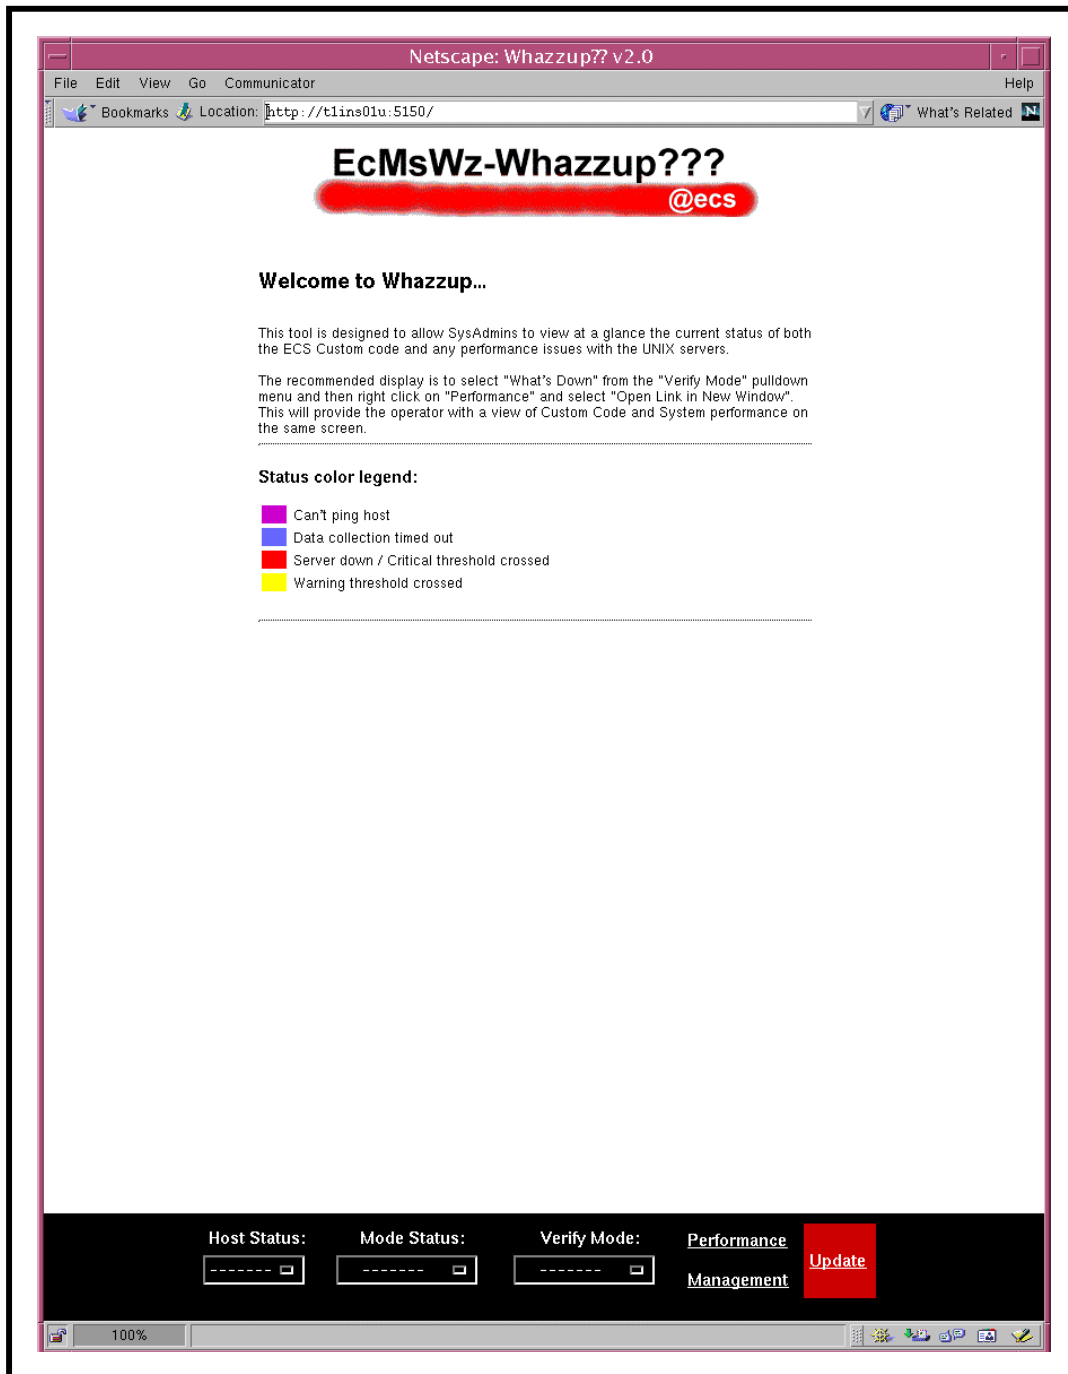 Netscape: Whazzup?? v2.0
File Edit View Go Communicator Help
Bookmarks Location: http://t1ins01u:5150/ What's Related N
EcMsWz-Whazzup???
@ecs
Welcome to Whazzup...
This tool is designed to allow SysAdmins to view at a glance the current status of both
the ECS Custom code and any performance issues with the UNIX servers.
The recommended display is to select "What's Down" from the "Verify Mode" pulldown
menu and then right click on "Performance" and select "Open Link in New Window".
This will provide the operator with a view of Custom Code and System performance on
the same screen.
Status color legend:
Can't ping host
Data collection timed out
Server down / Critical threshold crossed
Warning threshold crossed
Host Status: Mode Status: Verify Mode: Performance
------- ------- ------- Update
Management
100%